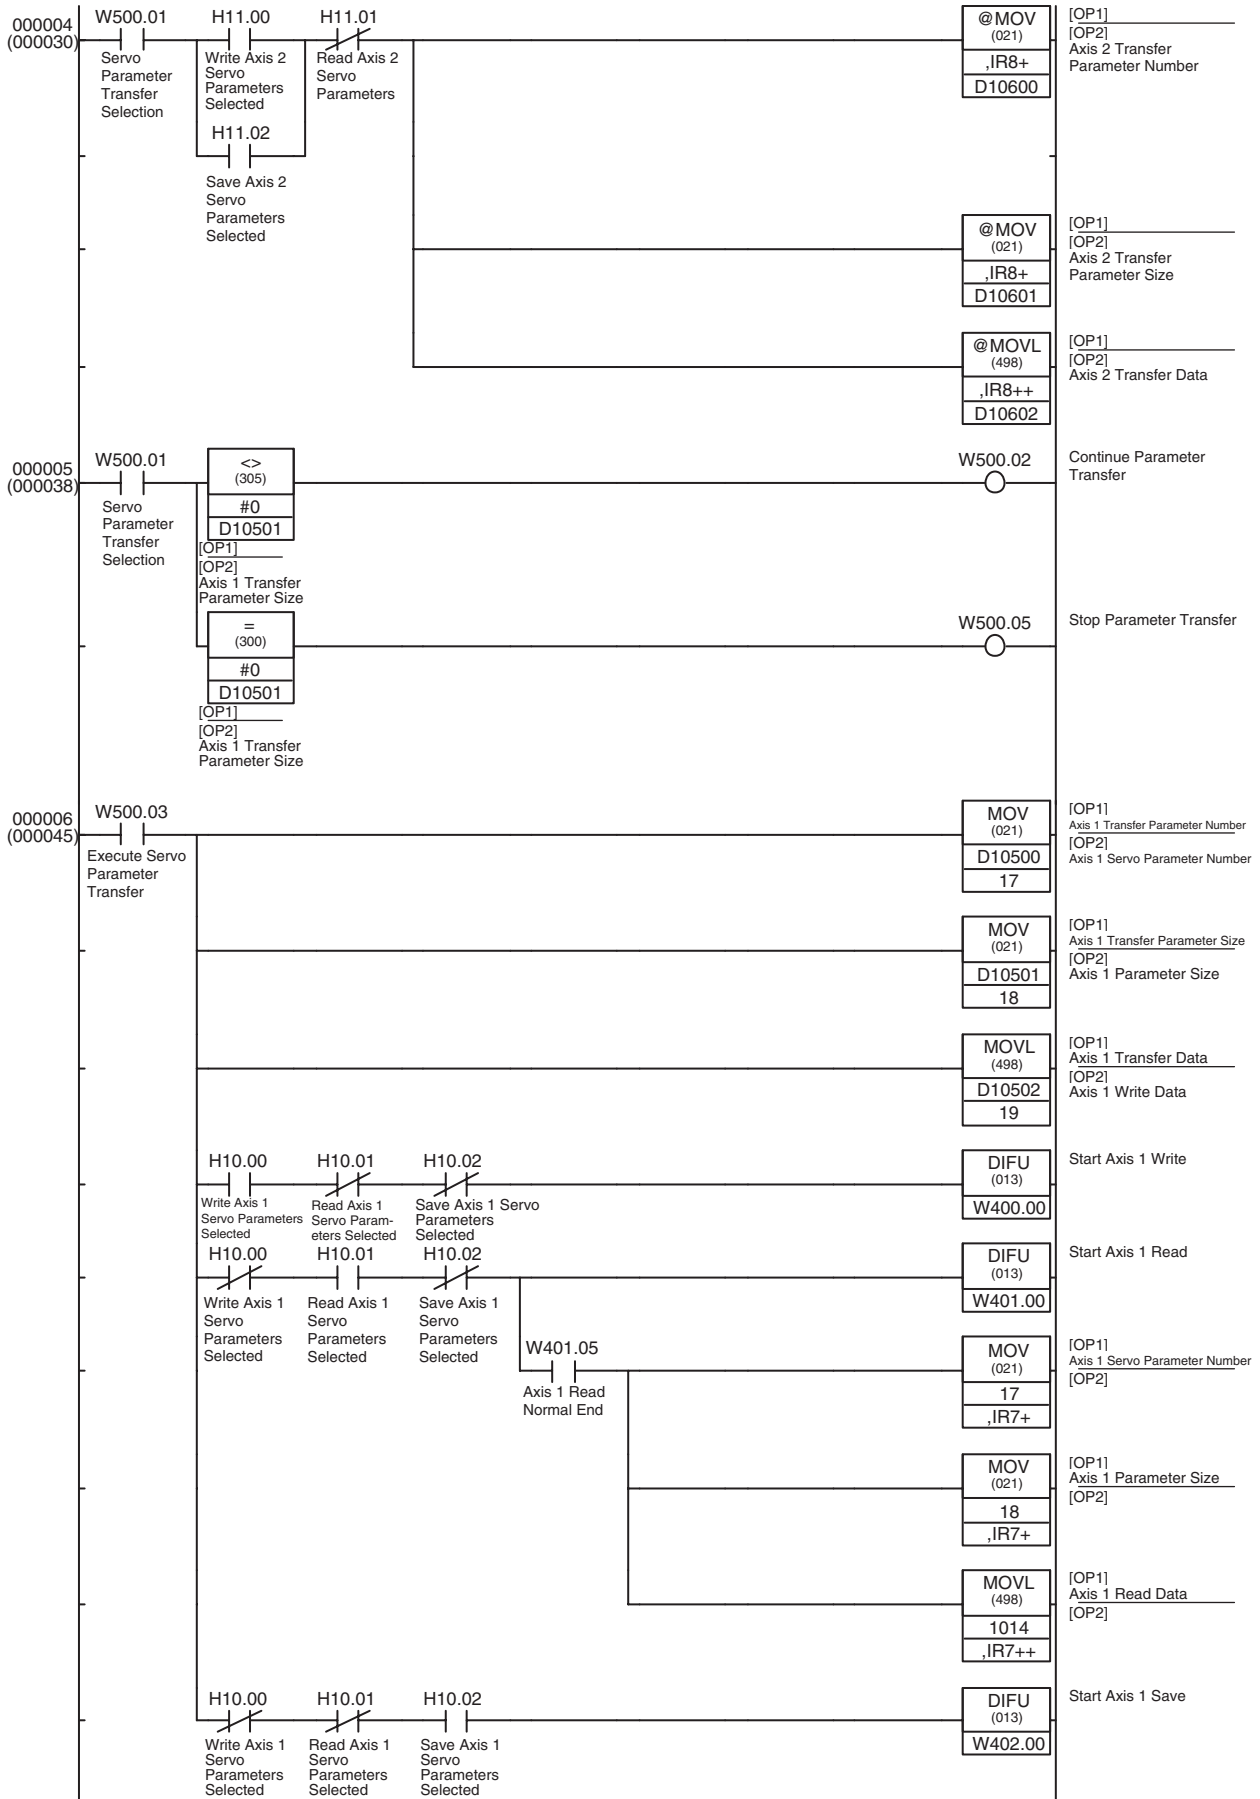 000004
(000030)
W500.01
Servo
Parameter
Transfer
Selection
H11.00
Write Axis 2
Servo
Parameters
Selected
H11.01
Read Axis 2
Servo
Parameters
H11.02
Save Axis 2
Servo
Parameters
Selected
@MOV
(021)
,IR8+
D10600
[OP1]
[OP2]
Axis 2 Transfer
Parameter Number
@MOV
(021)
,IR8+
D10601
[OP1]
[OP2]
Axis 2 Transfer
Parameter Size
@MOVL
(498)
,IR8++
D10602
[OP1]
[OP2]
Axis 2 Transfer Data
000005
(000038)
W500.01
Servo
Parameter
Transfer
Selection
<>
(305)
#0
D10501
[OP1]
[OP2]
Axis 1 Transfer
Parameter Size
W500.02
Continue Parameter
Transfer
=
(300)
#0
D10501
[OP1]
[OP2]
Axis 1 Transfer
Parameter Size
W500.05
Stop Parameter Transfer
000006
(000045)
W500.03
Execute Servo
Parameter
Transfer
MOV
(021)
D10500
17
[OP1]
Axis 1 Transfer Parameter Number
[OP2]
Axis 1 Servo Parameter Number
MOV
(021)
D10501
18
[OP1]
Axis 1 Transfer Parameter Size
[OP2]
Axis 1 Parameter Size
MOVL
(498)
D10502
19
[OP1]
Axis 1 Transfer Data
[OP2]
Axis 1 Write Data
H10.00
Write Axis 1
Servo Parameters
Selected
H10.01
Read Axis 1
Servo Param-
eters Selected
H10.02
Save Axis 1 Servo
Parameters
Selected
DIFU
(013)
W400.00
Start Axis 1 Write
H10.00
Write Axis 1
Servo
Parameters
Selected
H10.01
Read Axis 1
Servo
Parameters
Selected
H10.02
Save Axis 1
Servo
Parameters
Selected
DIFU
(013)
W401.00
Start Axis 1 Read
W401.05
Axis 1 Read
Normal End
MOV
(021)
17
,IR7+
[OP1]
Axis 1 Servo Parameter Number
[OP2]
MOV
(021)
18
,IR7+
[OP1]
Axis 1 Parameter Size
[OP2]
MOVL
(498)
1014
,IR7++
[OP1]
Axis 1 Read Data
[OP2]
H10.00
Write Axis 1
Servo
Parameters
Selected
H10.01
Read Axis 1
Servo
Parameters
Selected
H10.02
Save Axis 1
Servo
Parameters
Selected
DIFU
(013)
W402.00
Start Axis 1 Save